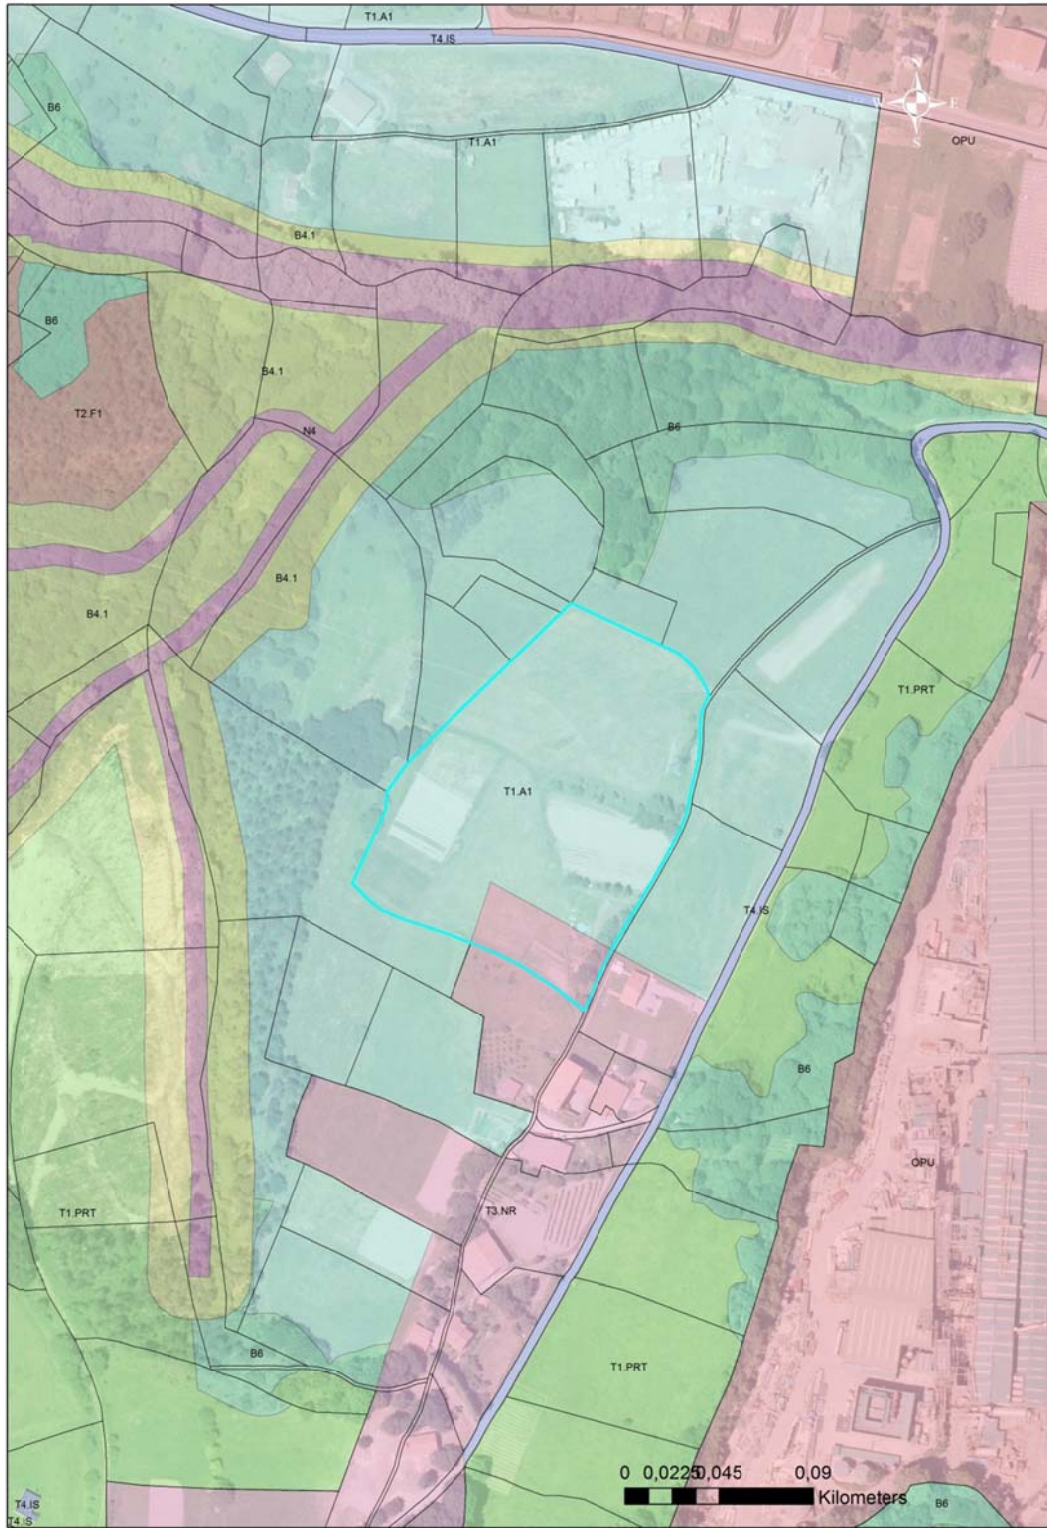 T1.A1
T4.IS
N
W E
S
B6
T1.A1
OPU
B4.1
B6
B4.1
T2.F1
N4
B6
B4.1
B4.1
T1.PRT
T1.A1
T4.IS
B6
OPU
T1.PRT
T3.NR
B6
T1.PRT
0 0,0225 0,045 0,09
Kilometers
T4.IS
T4.IS
B6